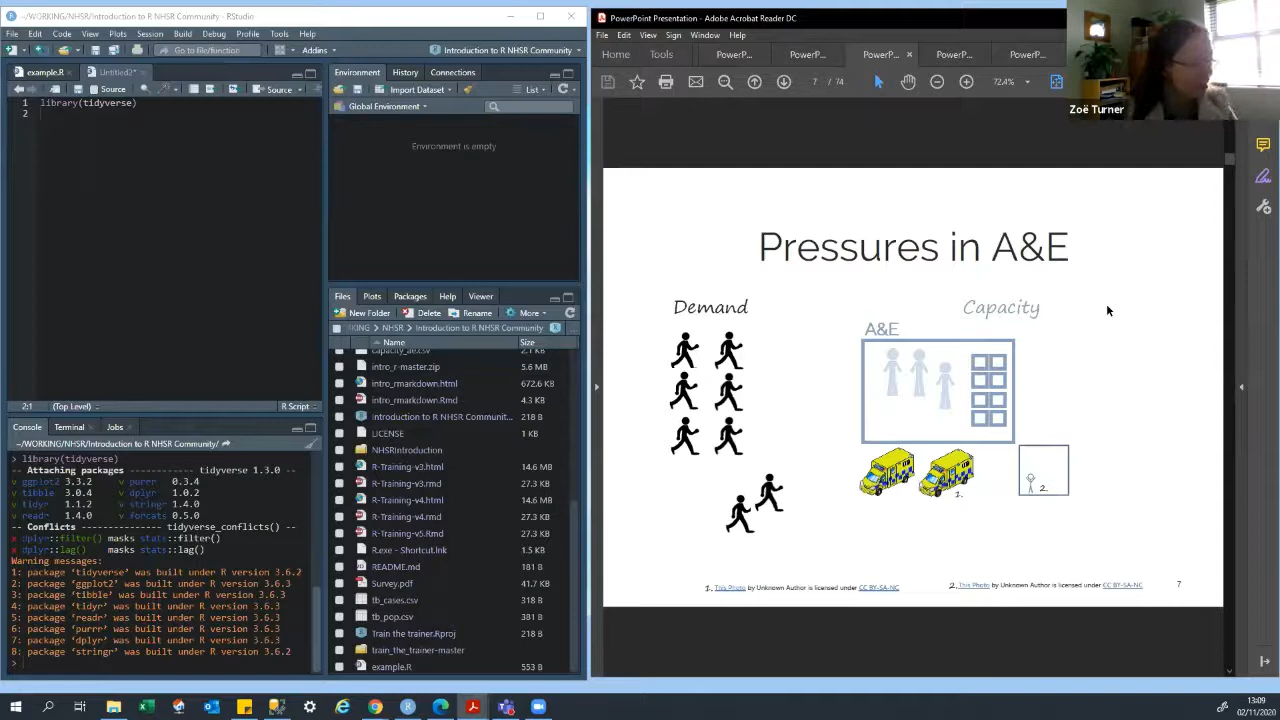 ~/WORKING/NHSR/Introduction to R NHSR Community - RStudio
File Edit Code View Plots Session Build Debug Profile Tools Help
Go to file/function
Addins
Introduction to R NHSR Community
example.R
Untitled2*
Source
Source
1 library(tidyverse)
2
2:1 (Top Level) R Script
Console Terminal Jobs
~/WORKING/NHSR/Introduction to R NHSR Community/
> library(tidyverse)
-- Attaching packages ------------ tidyverse 1.3.0 --
v ggplot2 3.3.2 v purrr 0.3.4
v tibble 3.0.4 v dplyr 1.0.2
v tidyr 1.1.2 v stringr 1.4.0
v readr 1.4.0 v forcats 0.5.0
-- Conflicts ------------- tidyverse_conflicts() --
x dplyr::filter() masks stats::filter()
x dplyr::lag() masks stats::lag()
Warning messages:
1: package ‘tidyverse’ was built under R version 3.6.2
2: package ‘ggplot2’ was built under R version 3.6.3
3: package ‘tibble’ was built under R version 3.6.3
4: package ‘tidyr’ was built under R version 3.6.3
5: package ‘readr’ was built under R version 3.6.3
6: package ‘purrr’ was built under R version 3.6.3
7: package ‘dplyr’ was built under R version 3.6.3
8: package ‘stringr’ was built under R version 3.6.2
>
Environment History Connections
Import Dataset
List
Global Environment
Environment is empty
Files Plots Packages Help Viewer
New Folder Delete Rename More
KING > NHSR > Introduction to R NHSR Community
Name Size
capacity_ae.csv 2.1 KB
intro_r-master.zip 5.6 MB
intro_rmarkdown.html 672.6 KB
intro_rmarkdown.Rmd 4.3 KB
Introduction to R NHSR Communit... 218 B
LICENSE 1 KB
NHSRIntroduction
R-Training-v3.html 14.6 MB
R-Training-v3.rmd 27.3 KB
R-Training-v4.html 14.6 MB
R-Training-v4.rmd 27.3 KB
R-Training-v5.Rmd 27.3 KB
R.exe - Shortcut.lnk 1.5 KB
README.md 181 B
Survey.pdf 41.7 KB
tb_cases.csv 318 B
tb_pop.csv 381 B
Train the trainer.Rproj 218 B
train_the_trainer-master
example.R 553 B
PowerPoint Presentation - Adobe Acrobat Reader DC
File Edit View Sign Window Help
Home Tools PowerP... PowerP... PowerP... PowerP... PowerP...
7 / 74
72.4%
Zoë Turner
Pressures in A&E
Demand
Capacity
A&E
1.
2.
1. This Photo by Unknown Author is licensed under CC BY-SA-NC
2. This Photo by Unknown Author is licensed under CC BY-SA-NC
7
13:09
02/11/2020